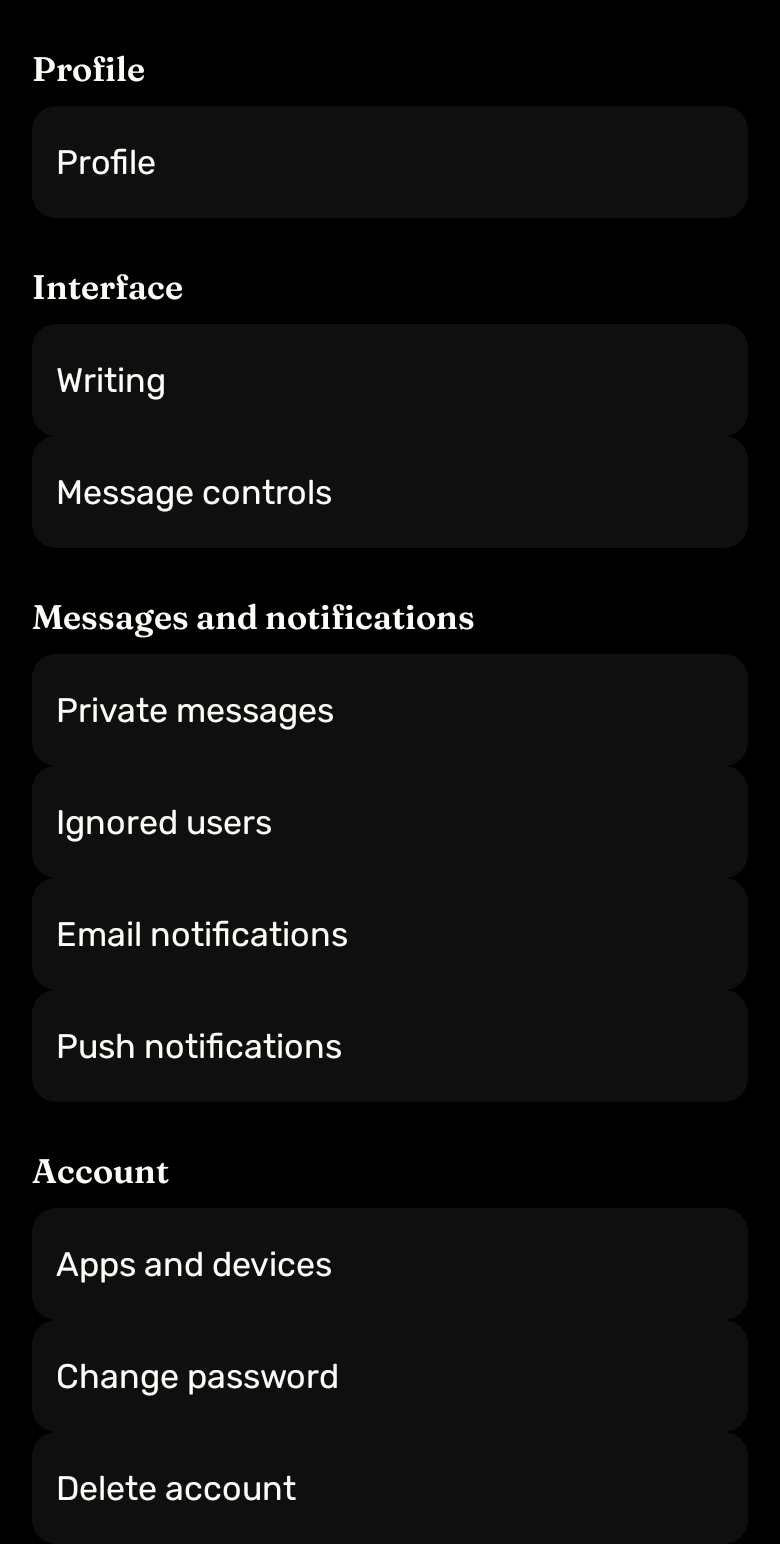 Profile
Profile
Interface
Writing
Message controls
Messages and notifications
Private messages
Ignored users
Email notifications
Push notifications
Account
Apps and devices
Change password
Delete account